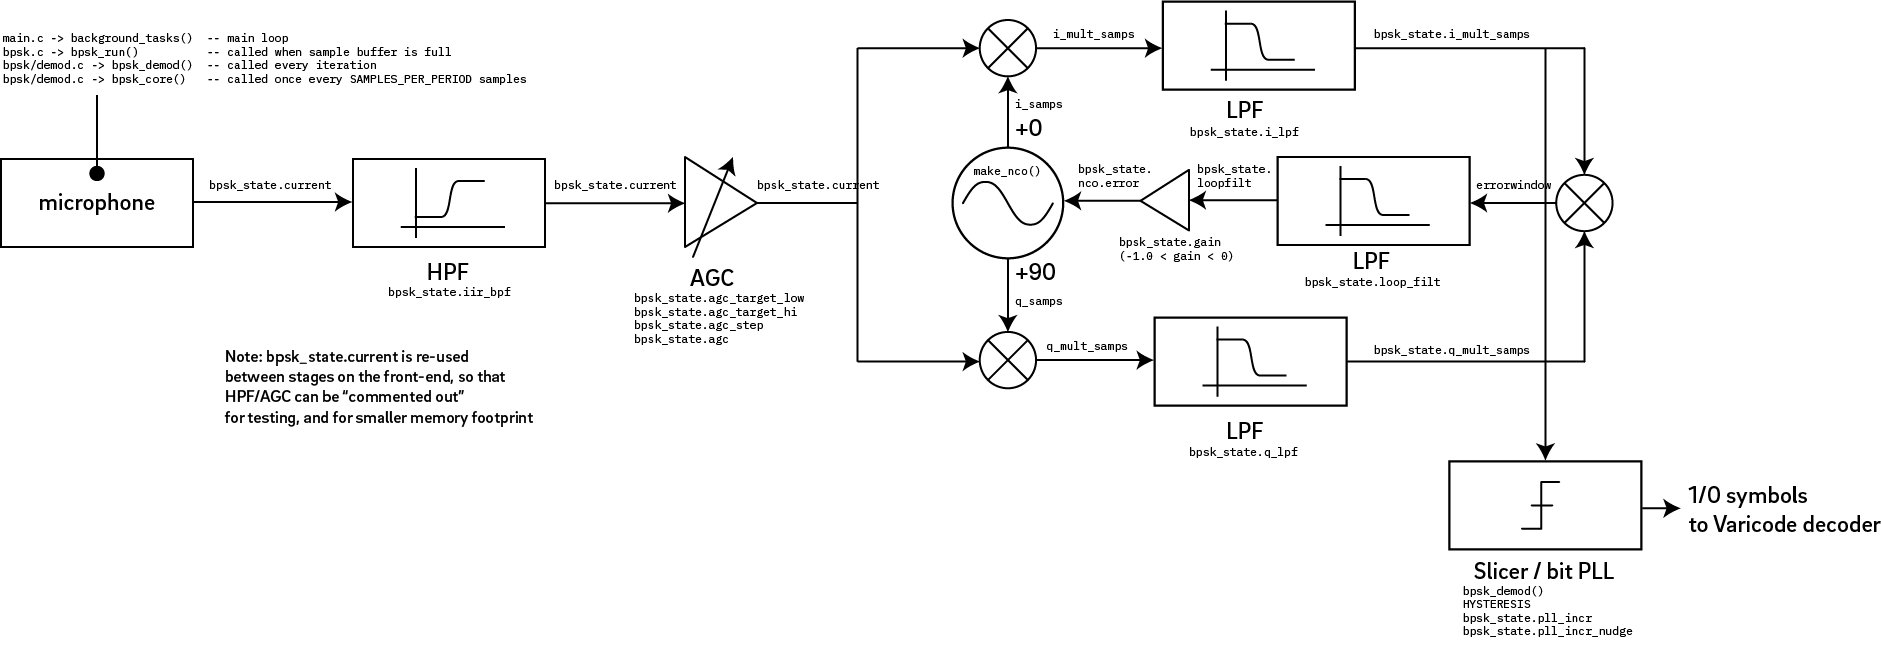 main.c -> background_tasks()  -- main loop
bpsk.c -> bpsk_run()          -- called when sample buffer is full
bpsk/demod.c -> bpsk_demod()  -- called every iteration
bpsk/demod.c -> bpsk_core()   -- called once every SAMPLES_PER_PERIOD samples
microphone
bpsk_state.current
HPF
bpsk_state.iir_bpf
bpsk_state.current
AGC
bpsk_state.agc_target_low
bpsk_state.agc_target_hi
bpsk_state.agc_step
bpsk_state.agc
bpsk_state.current
Note: bpsk_state.current is re-used
between stages on the front-end, so that
HPF/AGC can be “commented out”
for testing, and for smaller memory footprint
i_mult_samps
LPF
bpsk_state.i_lpf
bpsk_state.i_mult_samps
i_samps
+0
make_nco()
+90
q_samps
bpsk_state.
nco.error
bpsk_state.gain
(-1.0 < gain < 0)
bpsk_state.
loopfilt
LPF
bpsk_state.loop_filt
errorwindow
q_mult_samps
LPF
bpsk_state.q_lpf
bpsk_state.q_mult_samps
Slicer / bit PLL
bpsk_demod()
HYSTERESIS
bpsk_state.pll_incr
bpsk_state.pll_incr_nudge
1/0 symbols
to Varicode decoder